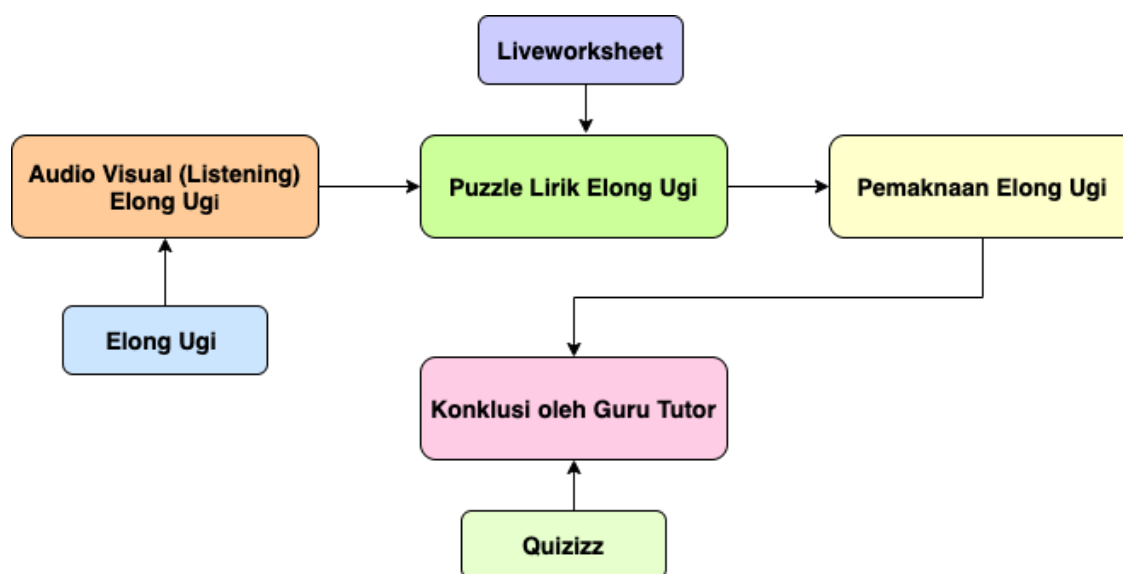 Liveworksheet
Audio Visual (Listening)
Elong Ugi
Puzzle Lirik Elong Ugi
Pemaknaan Elong Ugi
Elong Ugi
Konklusi oleh Guru Tutor
Quizizz